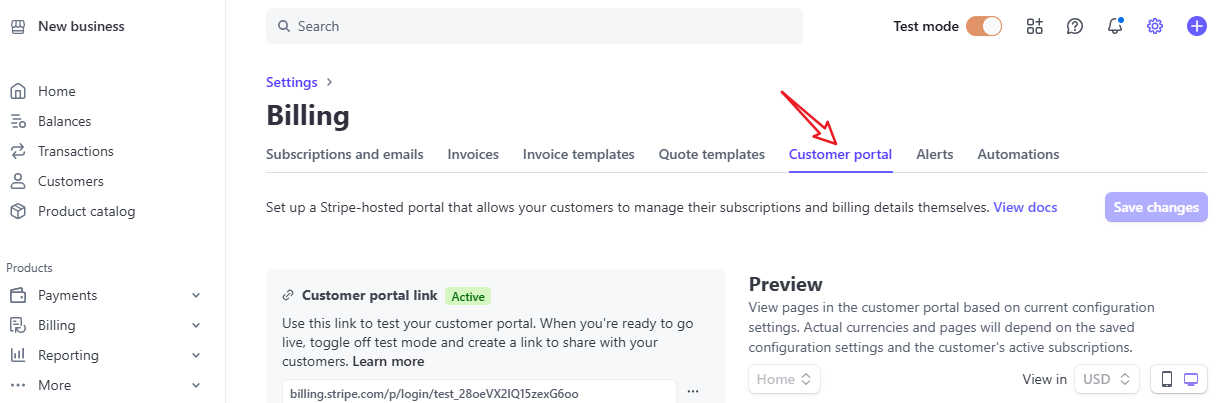 New business
Search
Test mode
Home
Balances
Transactions
Customers
Product catalog
Products
Payments
Billing
Reporting
More
Settings
Billing
Subscriptions and emails Invoices Invoice templates Quote templates Customer portal Alerts Automations
Set up a Stripe-hosted portal that allows your customers to manage their subscriptions and billing details themselves. View docs
Save changes
Customer portal link Active
Use this link to test your customer portal. When you're ready to go
live, toggle off test mode and create a link to share with your
customers. Learn more
billing.stripe.com/p/login/test_28oeVX2IQ15zexG6oo
Preview
View pages in the customer portal based on current configuration
settings. Actual currencies and pages will depend on the saved
configuration settings and the customer's active subscriptions.
Home
View in USD